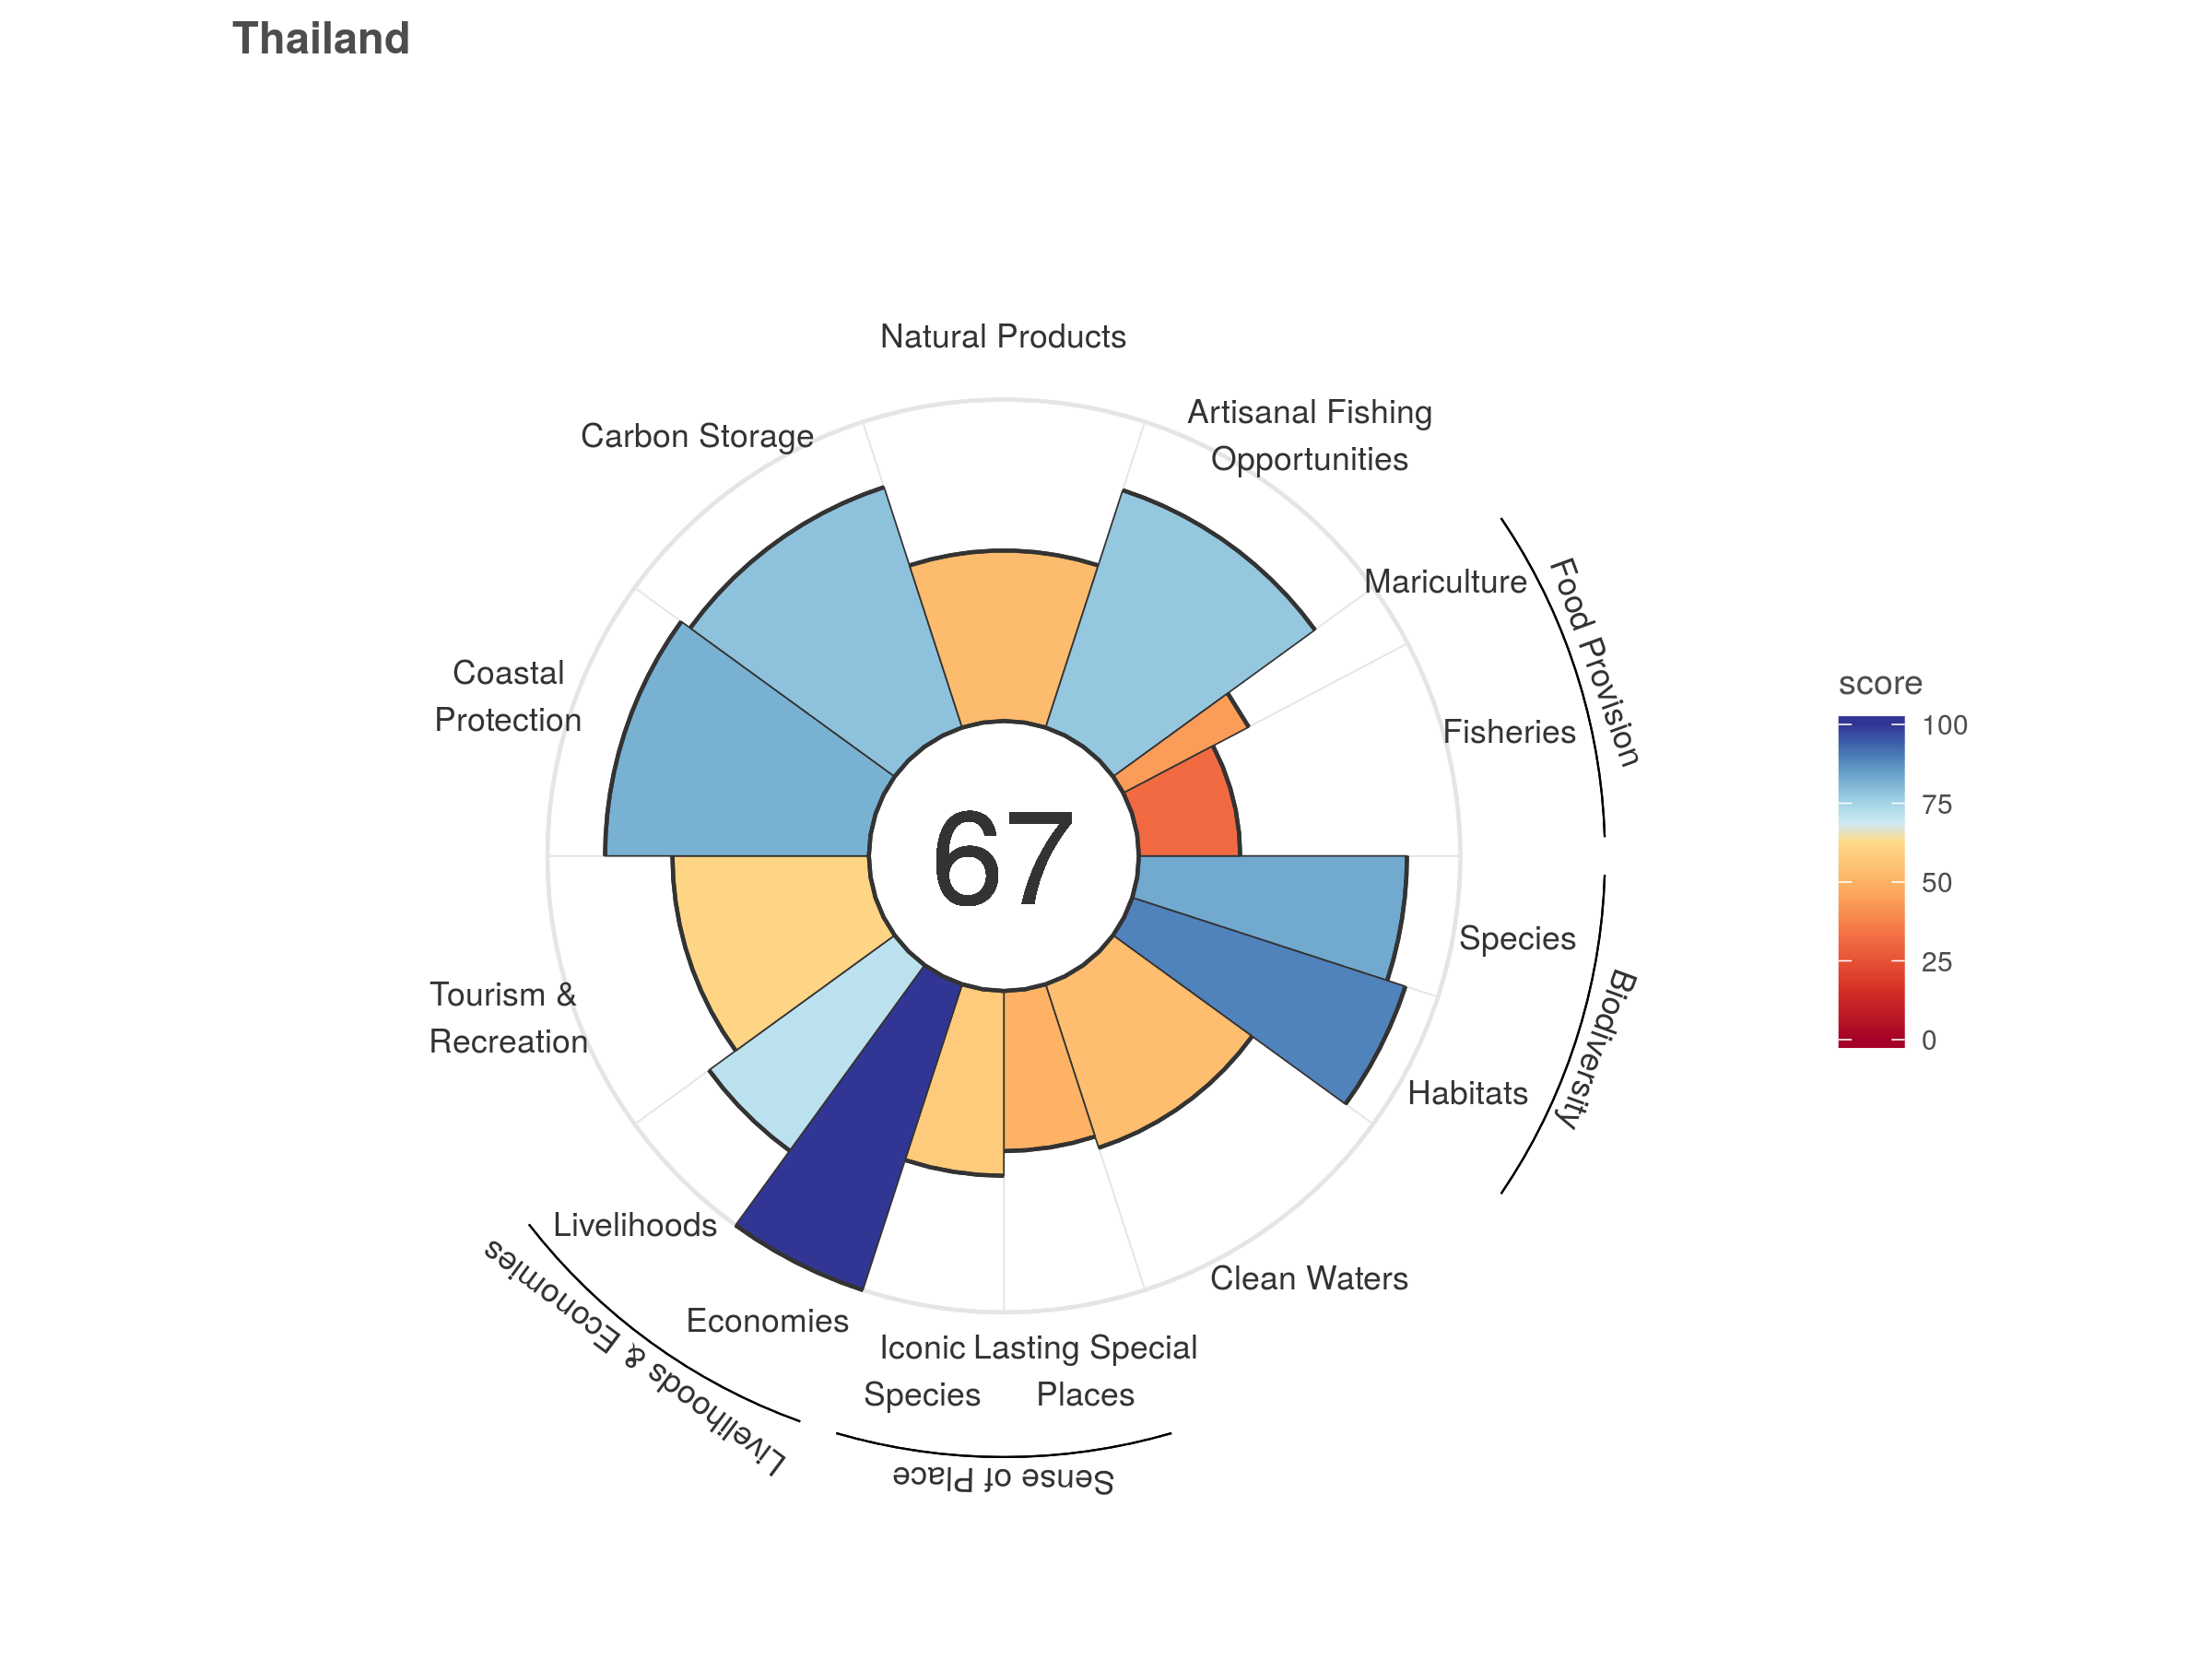 Thailand
Natural Products
Artisanal Fishing
Opportunities
Carbon Storage
Mariculture
Food Provision
Coastal
Protection
Fisheries
67
Species
Biodiversity
Tourism &
Recreation
Habitats
Livelihoods
Clean Waters
Economies
Livelihoods & Economies
Iconic
Species
Lasting Special
Places
Sense of Place
score
100
75
50
25
0